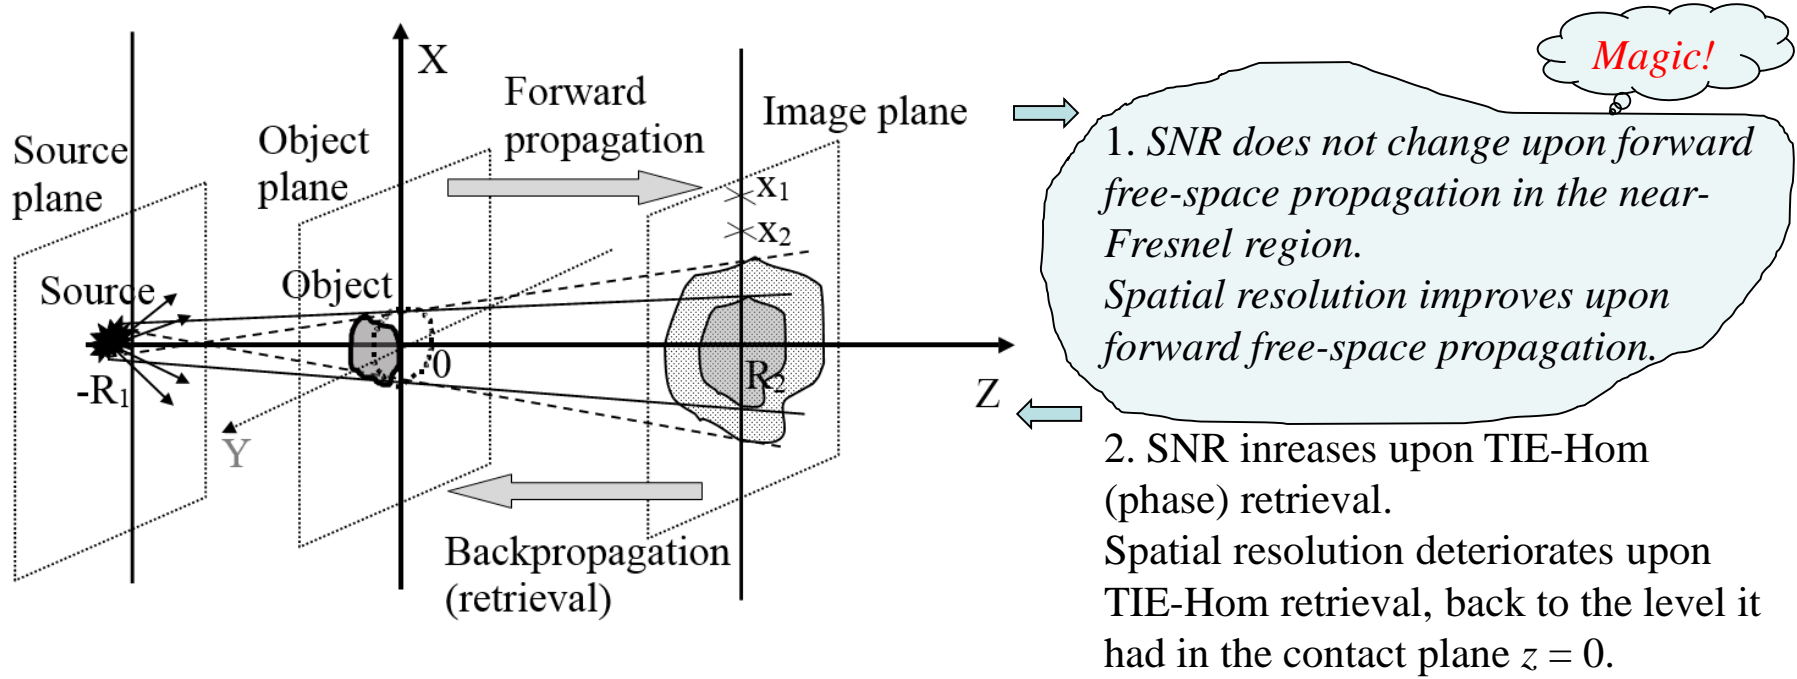 X
Forward
propagation
Image plane
Source
plane
Object
plane
x1
x2
Source
Object
0
-R1
R2
Z
Y
Backpropagation
(retrieval)
Magic!
1. SNR does not change upon forward
free-space propagation in the near-
Fresnel region.
Spatial resolution improves upon
forward free-space propagation.
2. SNR inreases upon TIE-Hom
(phase) retrieval.
Spatial resolution deteriorates upon
TIE-Hom retrieval, back to the level it
had in the contact plane z = 0.